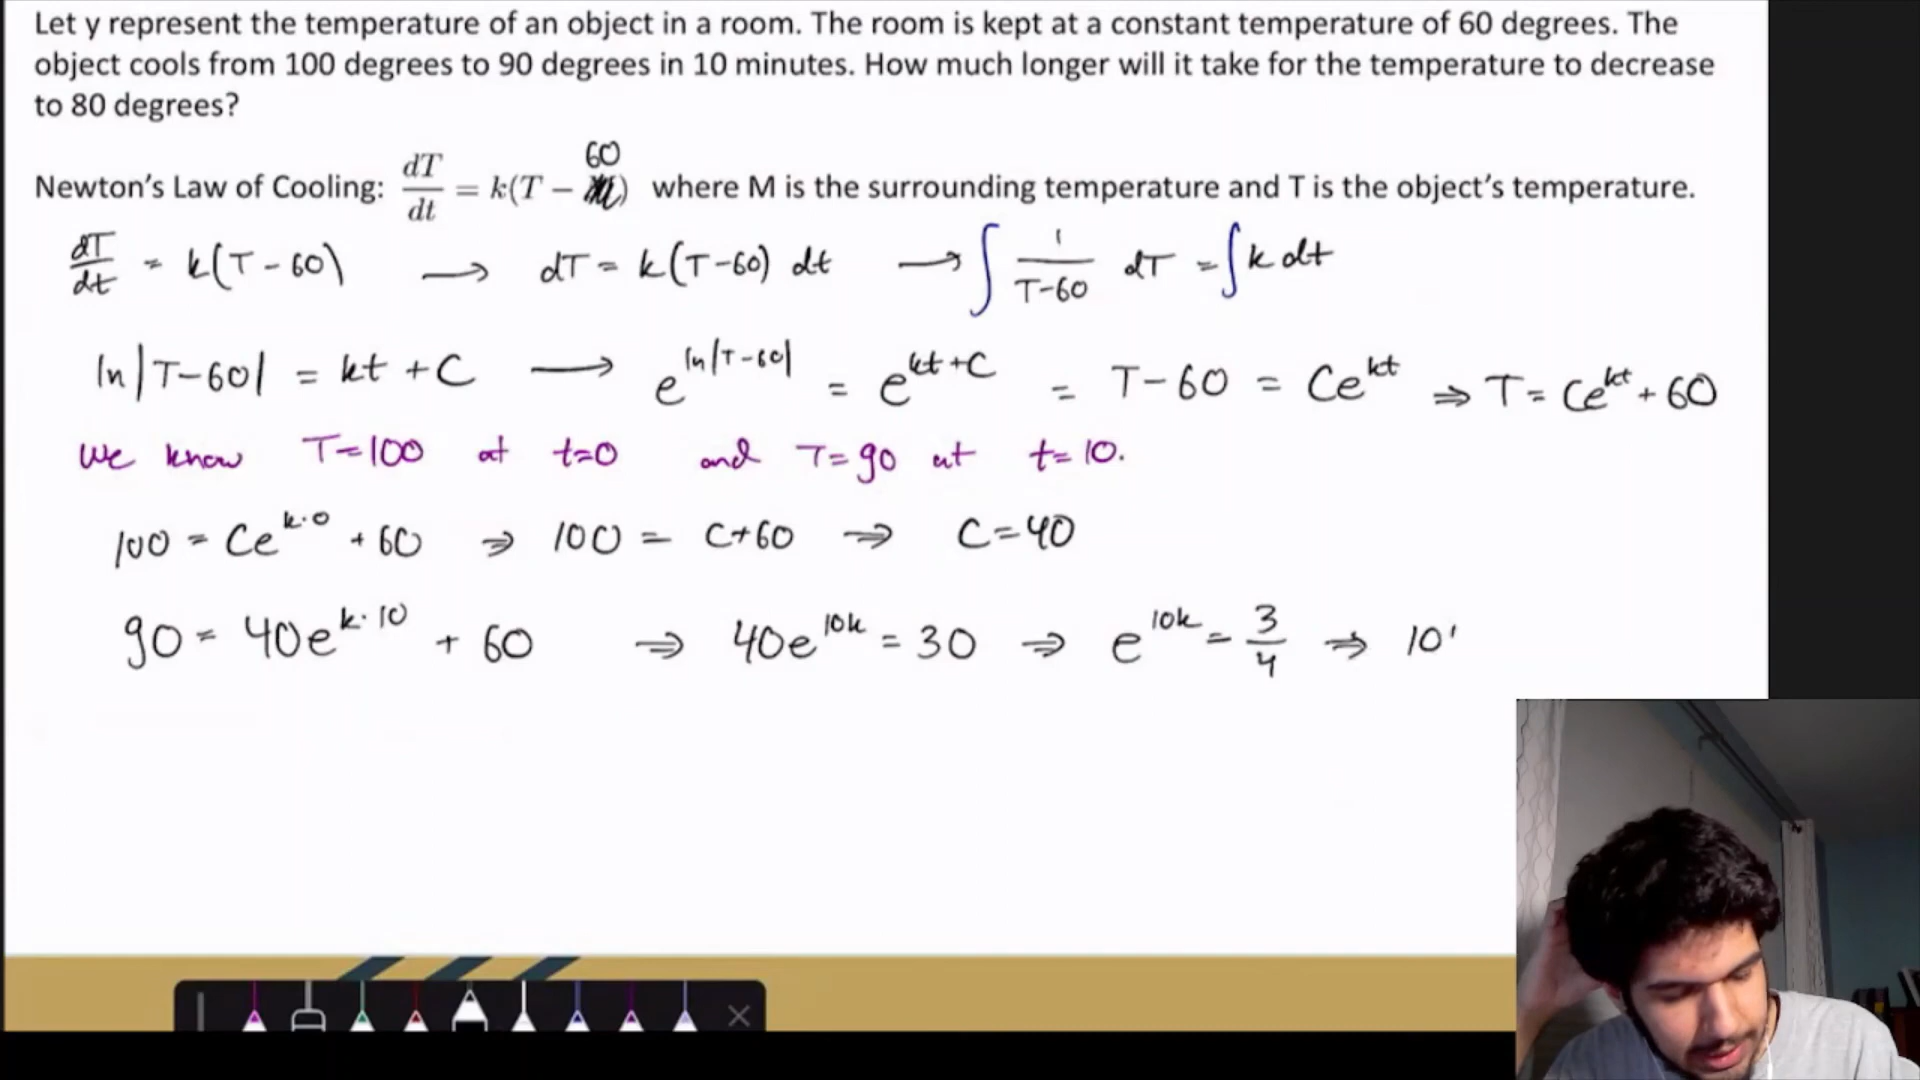 Let y represent the temperature of an object in a room. The room is kept at a constant temperature of 60 degrees. The
object cools from 100 degrees to 90 degrees in 10 minutes. How much longer will it take for the temperature to decrease
to 80 degrees?
60
Newton's Law of Cooling: dT/dt = k(T − M) where M is the surrounding temperature and T is the object's temperature.
dT/dt = k(T-60) → dT = k(T-60) dt → ∫ 1/(T-60) dT = ∫ k dt
ln|T-60| = kt + C → e^(ln|T-60|) = e^(kt+C) = T-60 = Ce^(kt) ⇒ T = Ce^(kt) + 60
We know T=100 at t=0 and T=90 at t=10.
100 = Ce^(k·0) + 60 ⇒ 100 = C+60 ⇒ C=40
90 = 40e^(k·10) + 60 ⇒ 40e^(10k) = 30 ⇒ e^(10k) = 3/4 ⇒ 10'